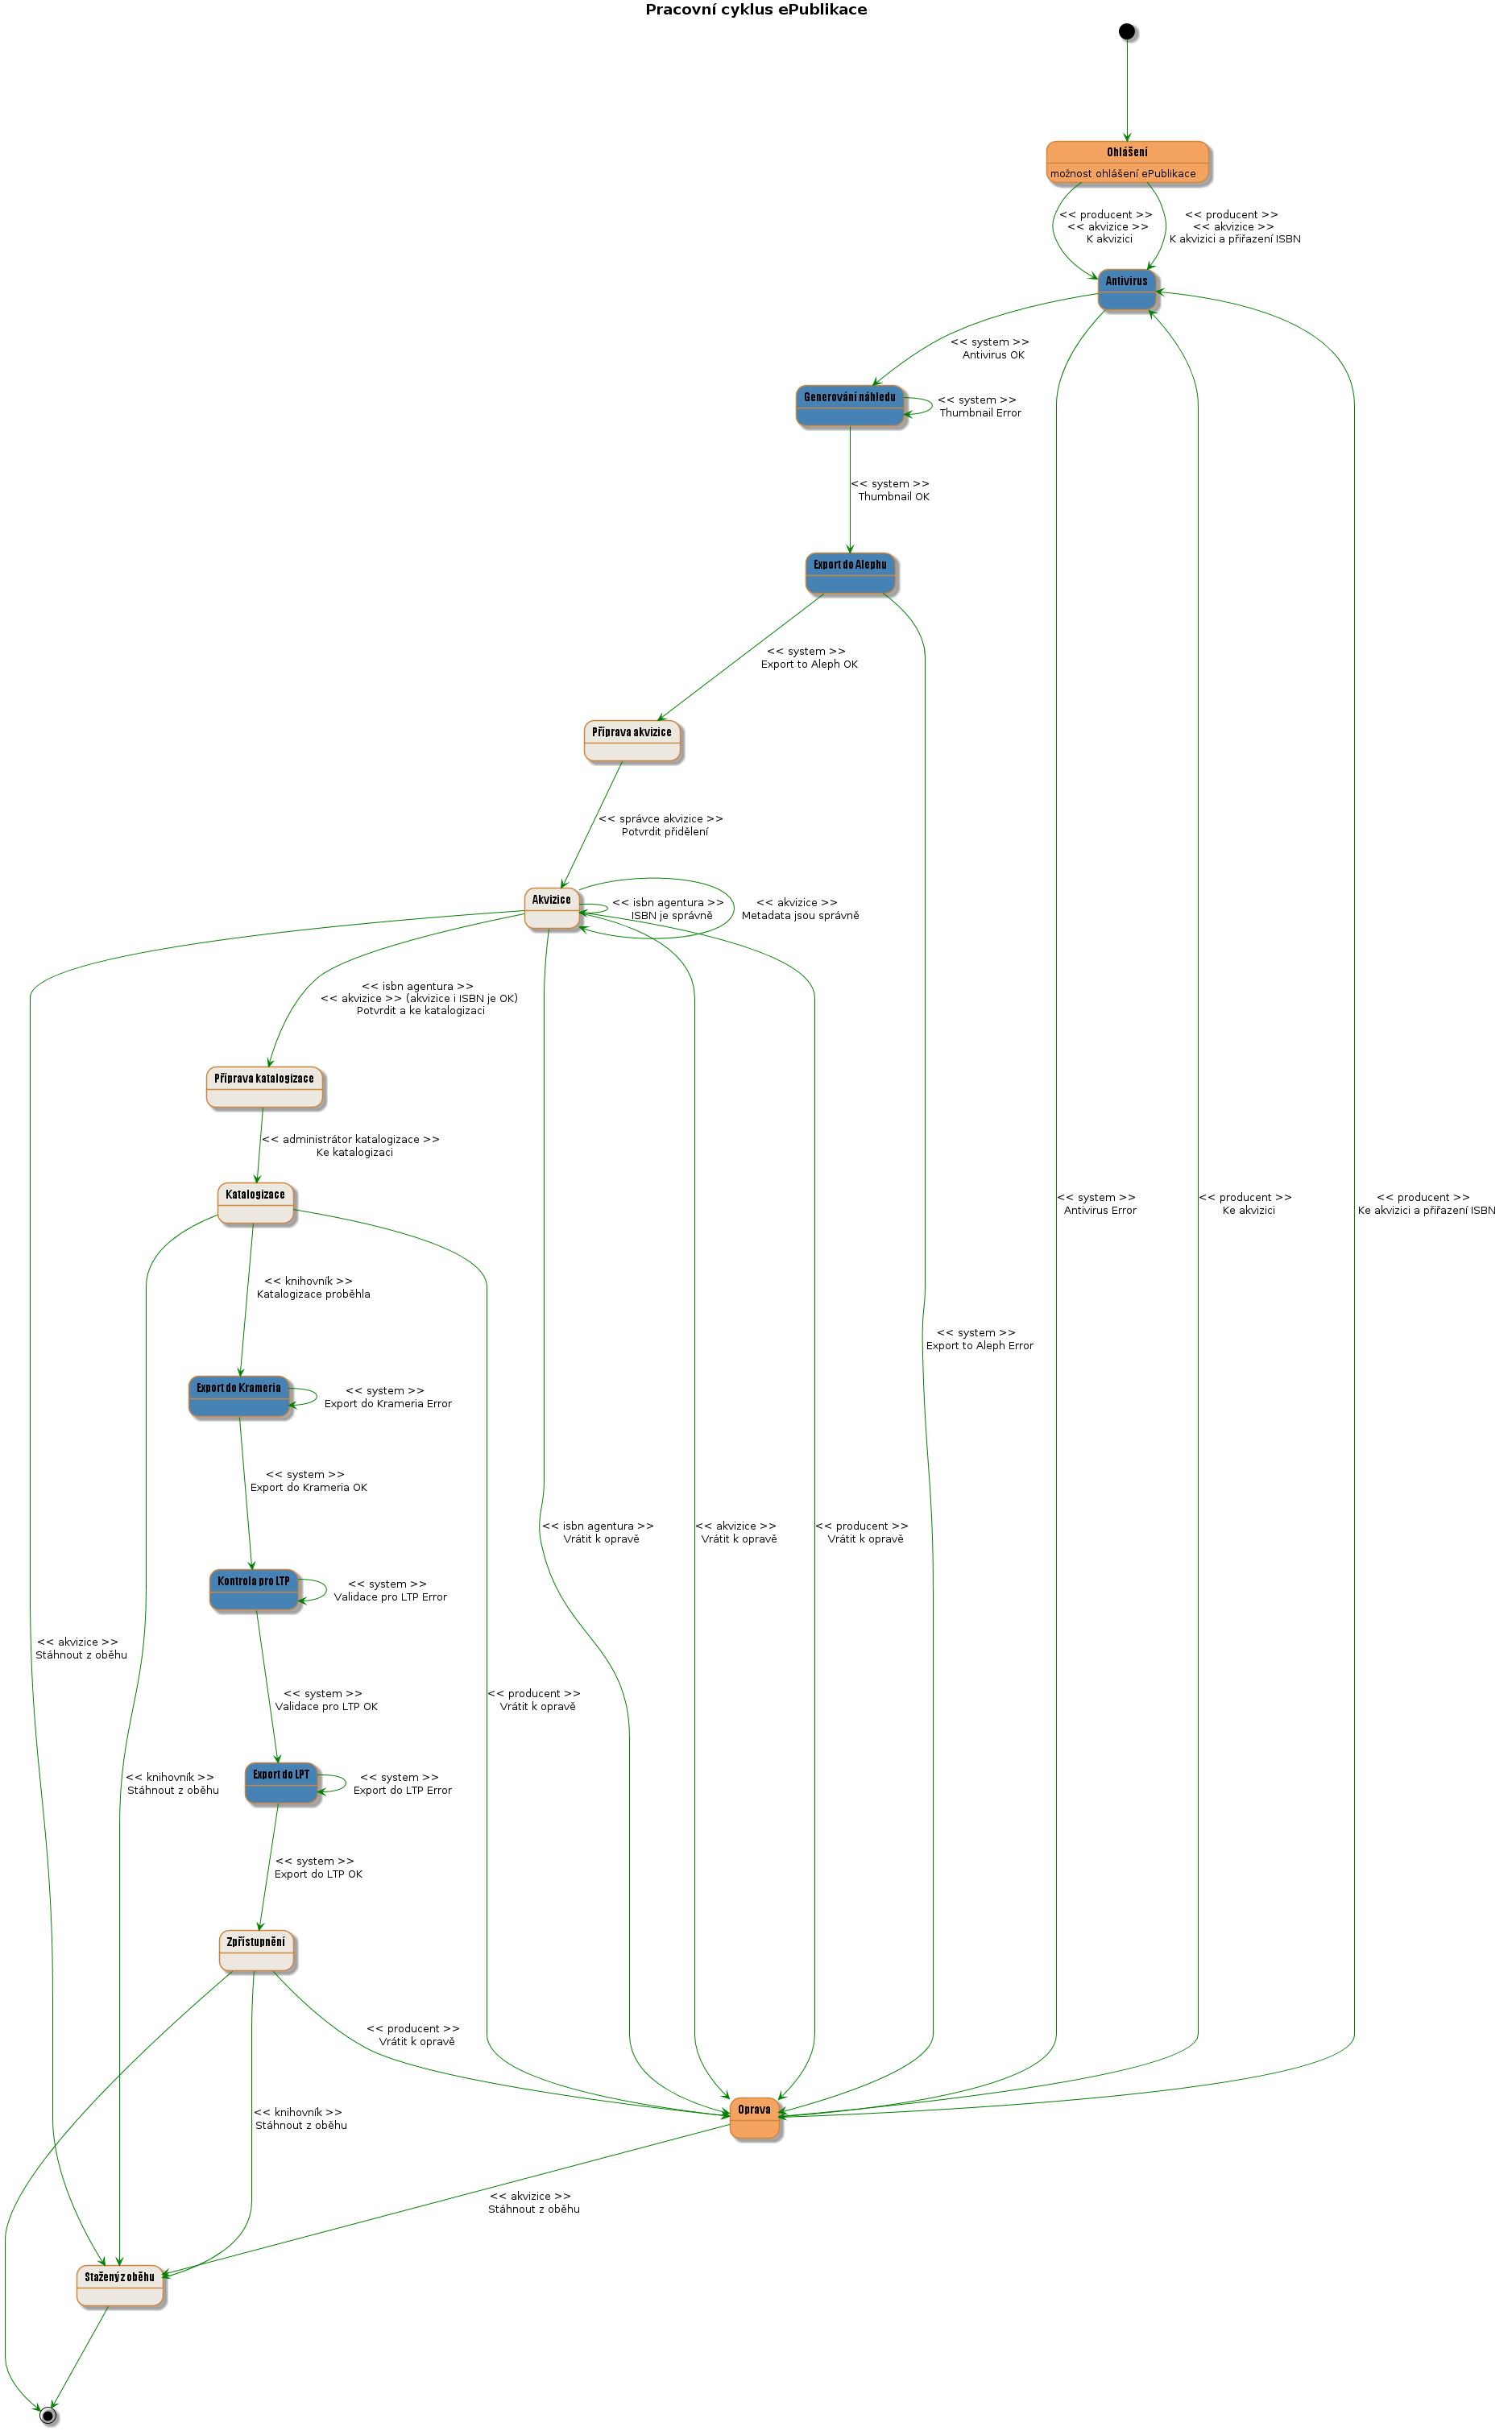 Pracovní cyklus ePublikace
Ohlášení
možnost ohlášení ePublikace
<< producent >>
<< akvizice >>
K akvizici
<< producent >>
<< akvizice >>
K akvizici a přiřazení ISBN
Antivirus
<< system >>
Antivirus OK
Generování náhledu
<< system >>
Thumbnail Error
<< system >>
Thumbnail OK
Export do Alephu
<< system >>
Export to Aleph OK
Příprava akvizice
<< správce akvizice >>
Potvrdit přidělení
Akvizice
<< isbn agentura >>
ISBN je správně
<< akvizice >>
Metadata jsou správně
<< isbn agentura >>
<< akvizice >> (akvizice i ISBN je OK)
Potvrdit a ke katalogizaci
Příprava katalogizace
<< administrátor katalogizace >>
Ke katalogizaci
Katalogizace
<< system >>
Antivirus Error
<< producent >>
Ke akvizici
<< producent >>
Ke akvizici a přiřazení ISBN
<< knihovník >>
Katalogizace proběhla
<< system >>
Export to Aleph Error
Export do Krameria
<< system >>
Export do Krameria Error
<< system >>
Export do Krameria OK
<< isbn agentura >>
Vrátit k opravě
<< akvizice >>
Vrátit k opravě
<< producent >>
Vrátit k opravě
Kontrola pro LTP
<< system >>
Validace pro LTP Error
<< akvizice >>
Stáhnout z oběhu
<< system >>
Validace pro LTP OK
<< producent >>
Vrátit k opravě
<< knihovník >>
Stáhnout z oběhu
Export do LPT
<< system >>
Export do LTP Error
<< system >>
Export do LTP OK
Zpřístupnění
<< producent >>
Vrátit k opravě
<< knihovník >>
Stáhnout z oběhu
Oprava
<< akvizice >>
Stáhnout z oběhu
Stažený z oběhu